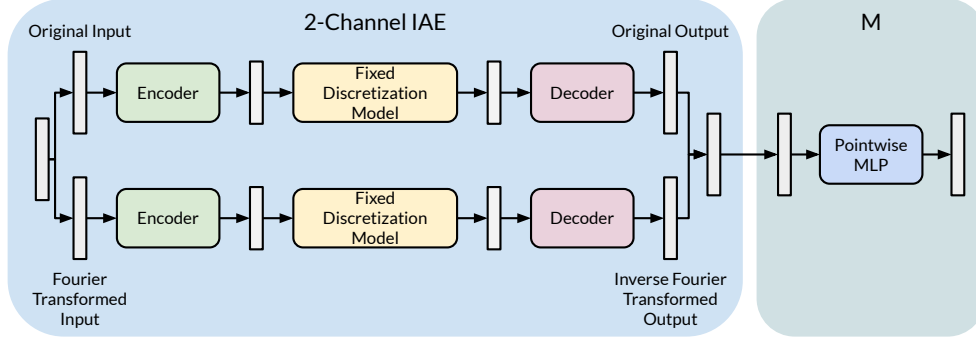 2-Channel IAE
M
Original Input
Original Output
Encoder
Fixed
Discretization
Model
Decoder
Pointwise
MLP
Encoder
Fixed
Discretization
Model
Decoder
Fourier
Transformed
Input
Inverse Fourier
Transformed
Output